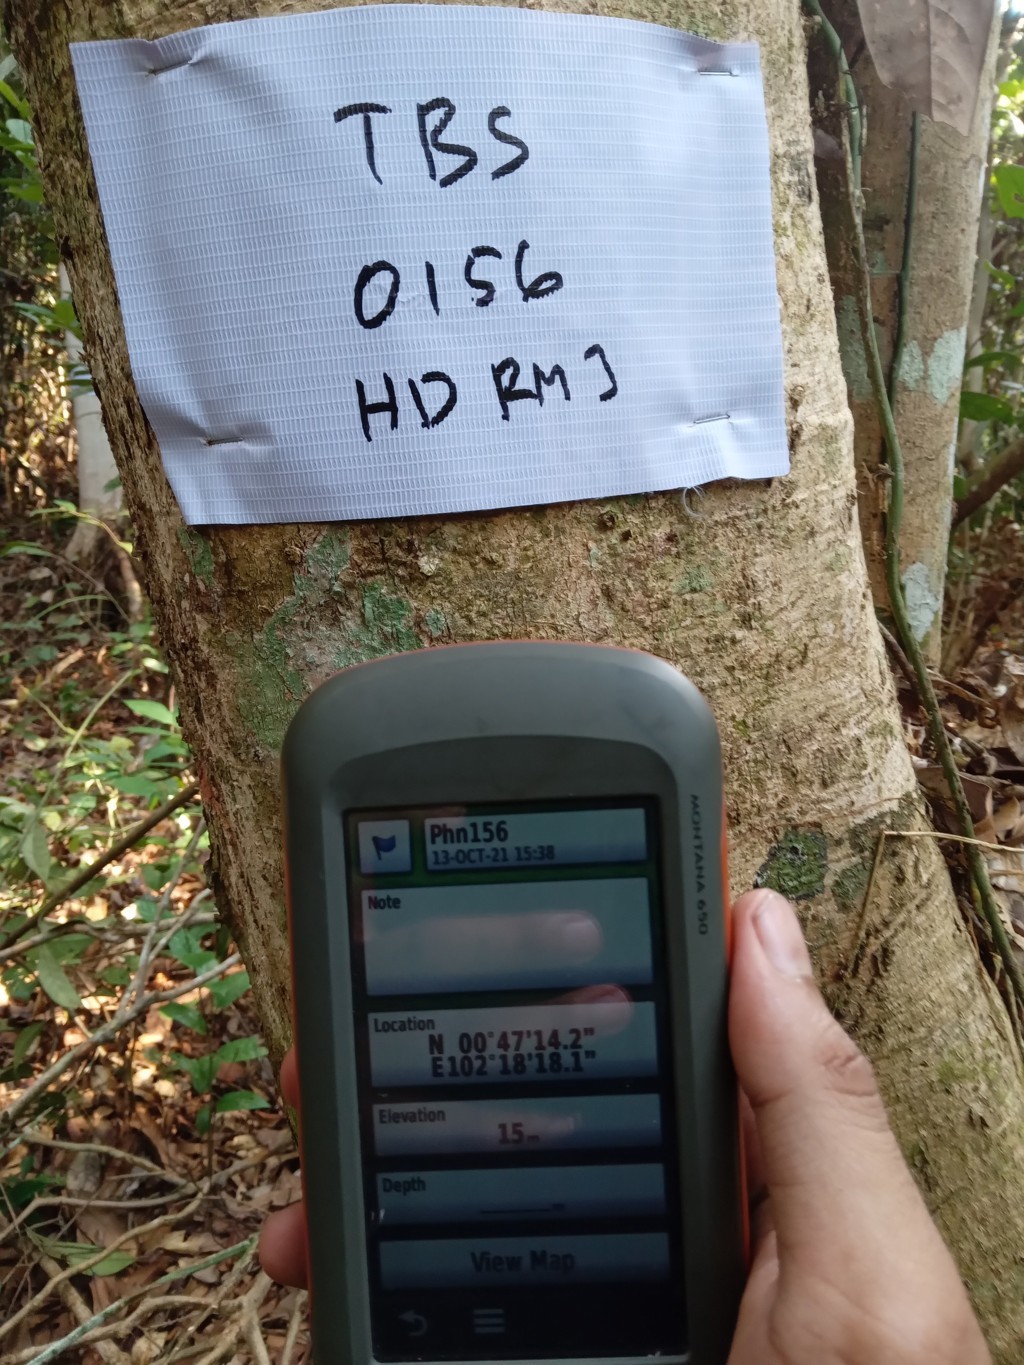 TBS
0156
HD RMJ
MONTANA 650
Phn156
13-OCT-21 15:38
Note
Location
N 00°47'14.2"
E102°18'18.1"
Elevation
15m
Depth
View Map